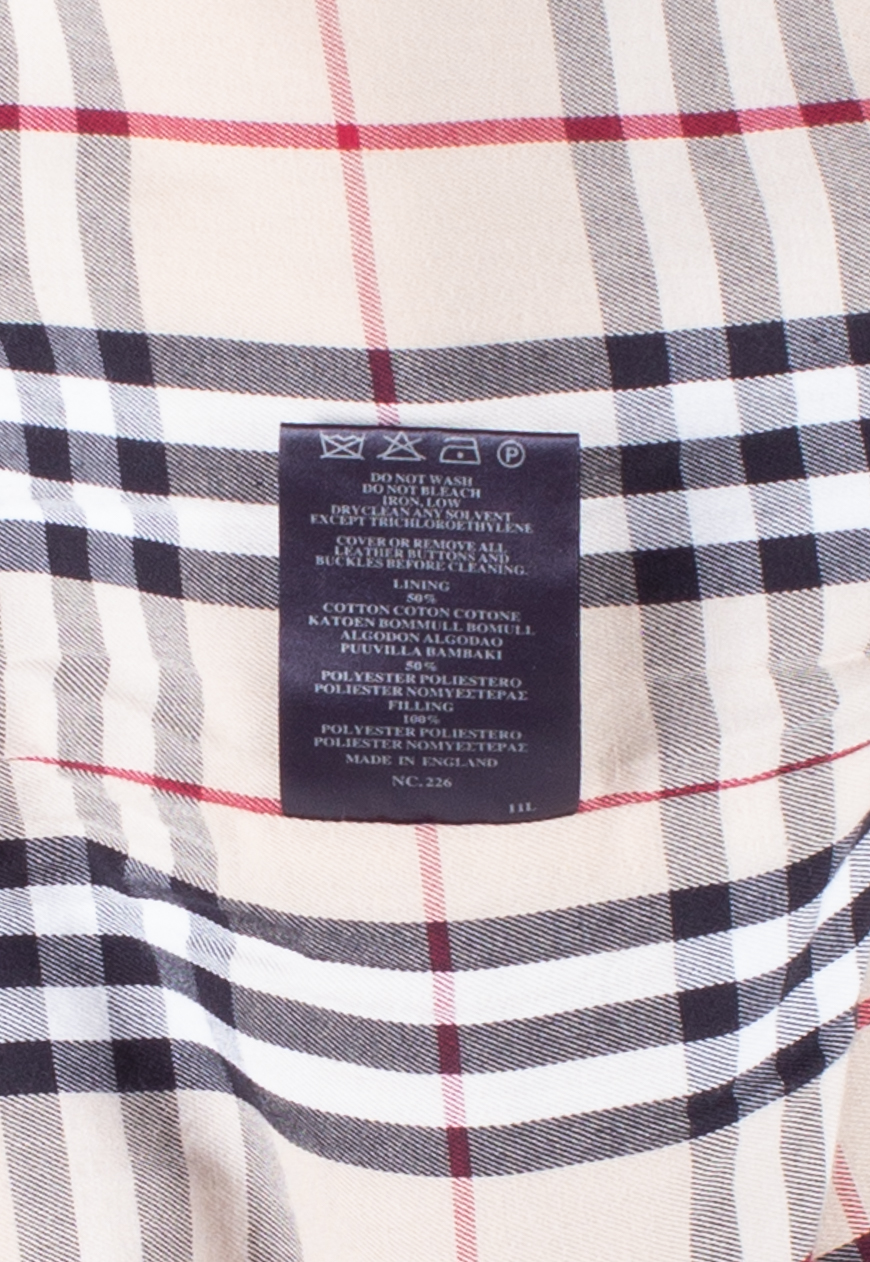 P
DO NOT WASH
DO NOT BLEACH
IRON, LOW
DRYCLEAN ANY SOLVENT
EXCEPT TRICHLOROETHYLENE
COVER OR REMOVE ALL
LEATHER BUTTONS AND
BUCKLES BEFORE CLEANING.
LINING
50%
COTTON COTON COTONE
KATOEN BOMMULL BOMULL
ALGODON ALGODAO
PUUVILLA BAMBAKI
50%
POLYESTER POLIESTERO
POLIESTER ΝΟΜΥΕΣΤΕΡΑΣ
FILLING
100%
POLYESTER POLIESTERO
POLIESTER ΝΟΜΥΕΣΤΕΡΑΣ
MADE IN ENGLAND
NC. 226
11L